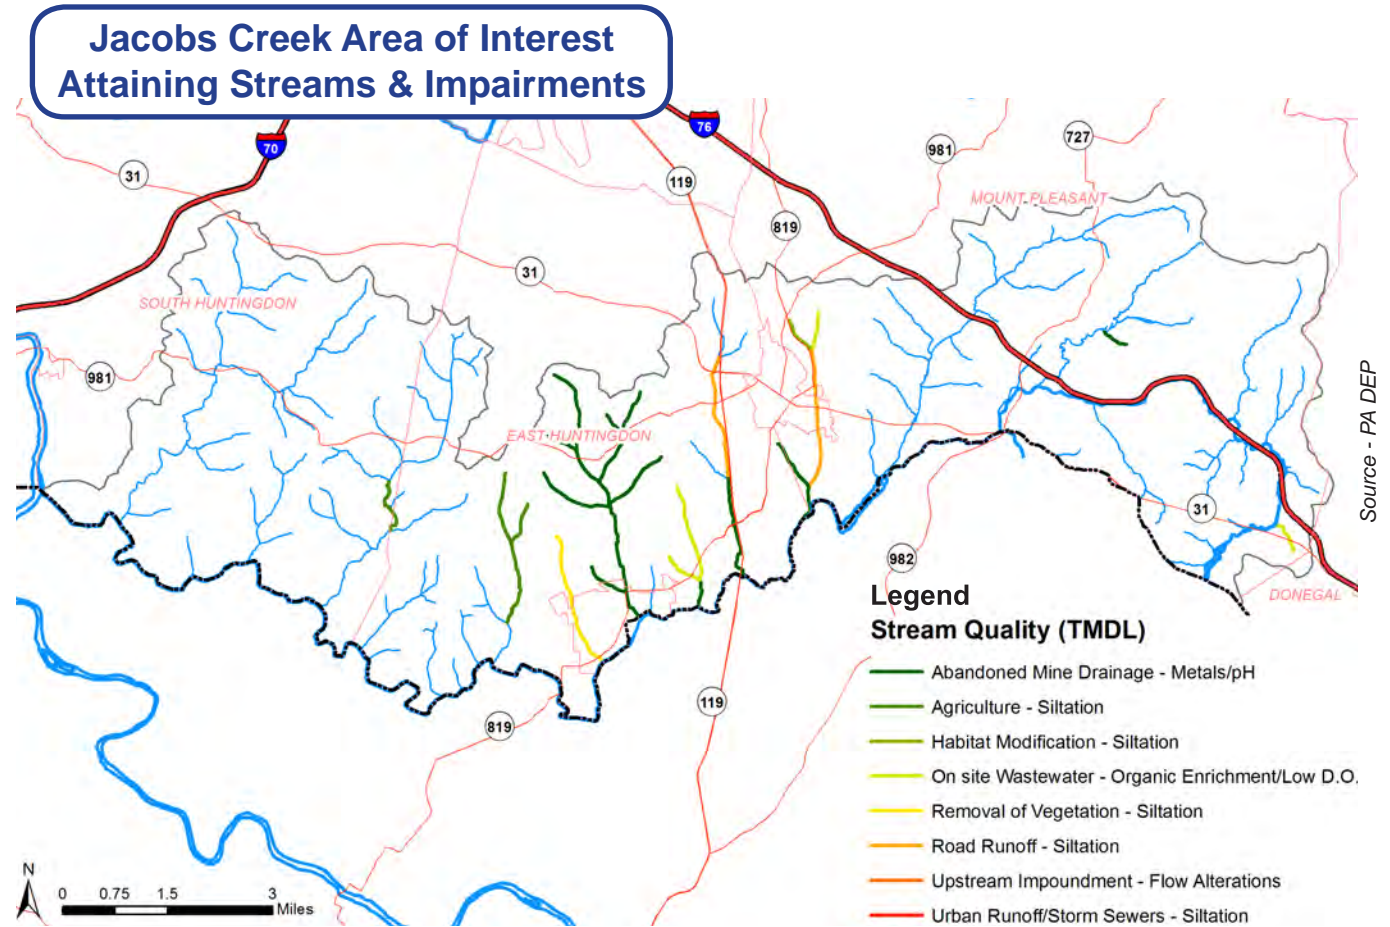 Jacobs Creek Area of Interest
Attaining Streams & Impairments
70
76
31
981
727
119
MOUNT PLEASANT
819
31
SOUTH HUNTINGDON
981
EAST HUNTINGDON
Source - PA DEP
31
982
DONEGAL
119
819
Legend
Stream Quality (TMDL)
Abandoned Mine Drainage - Metals/pH
Agriculture - Siltation
Habitat Modification - Siltation
On site Wastewater - Organic Enrichment/Low D.O.
Removal of Vegetation - Siltation
Road Runoff - Siltation
Upstream Impoundment - Flow Alterations
Urban Runoff/Storm Sewers - Siltation
N
0 0.75 1.5 3
Miles